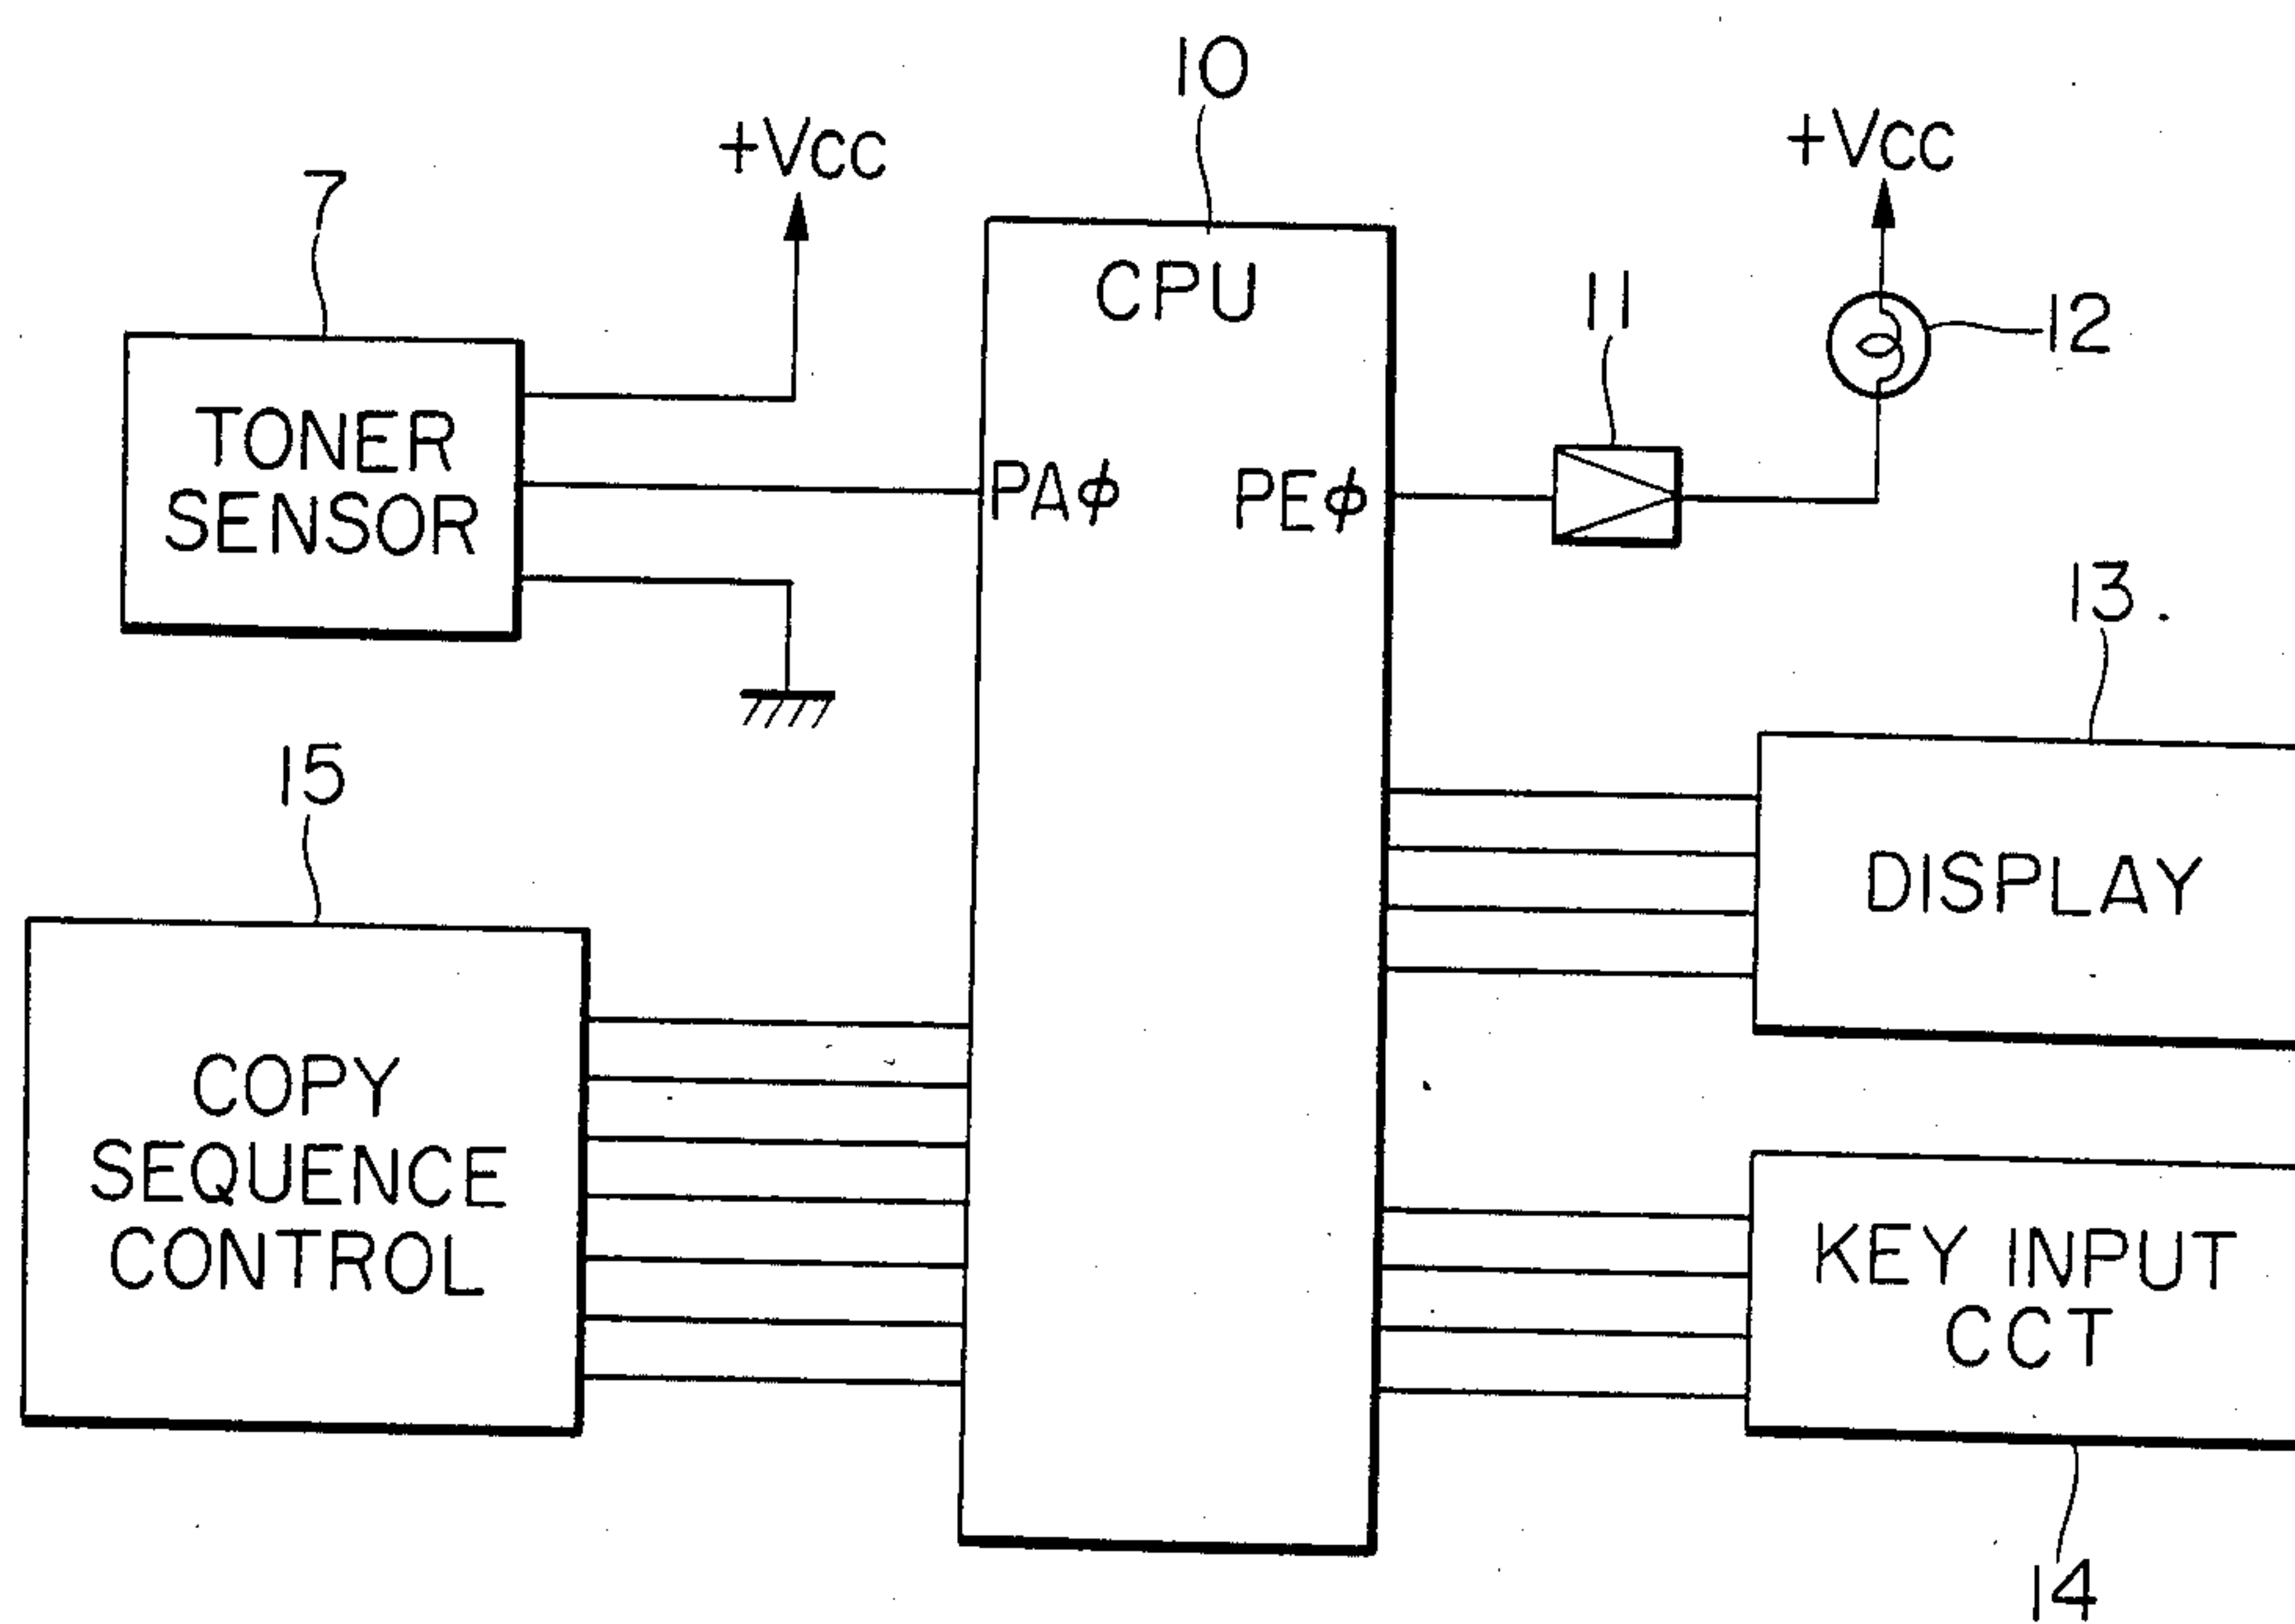 10
+Vcc
+Vcc
7
CPU
11
12
TONER
SENSOR
PAϕ
PEϕ
13.
15
DISPLAY
COPY
SEQUENCE
CONTROL
KEY INPUT
CCT
14